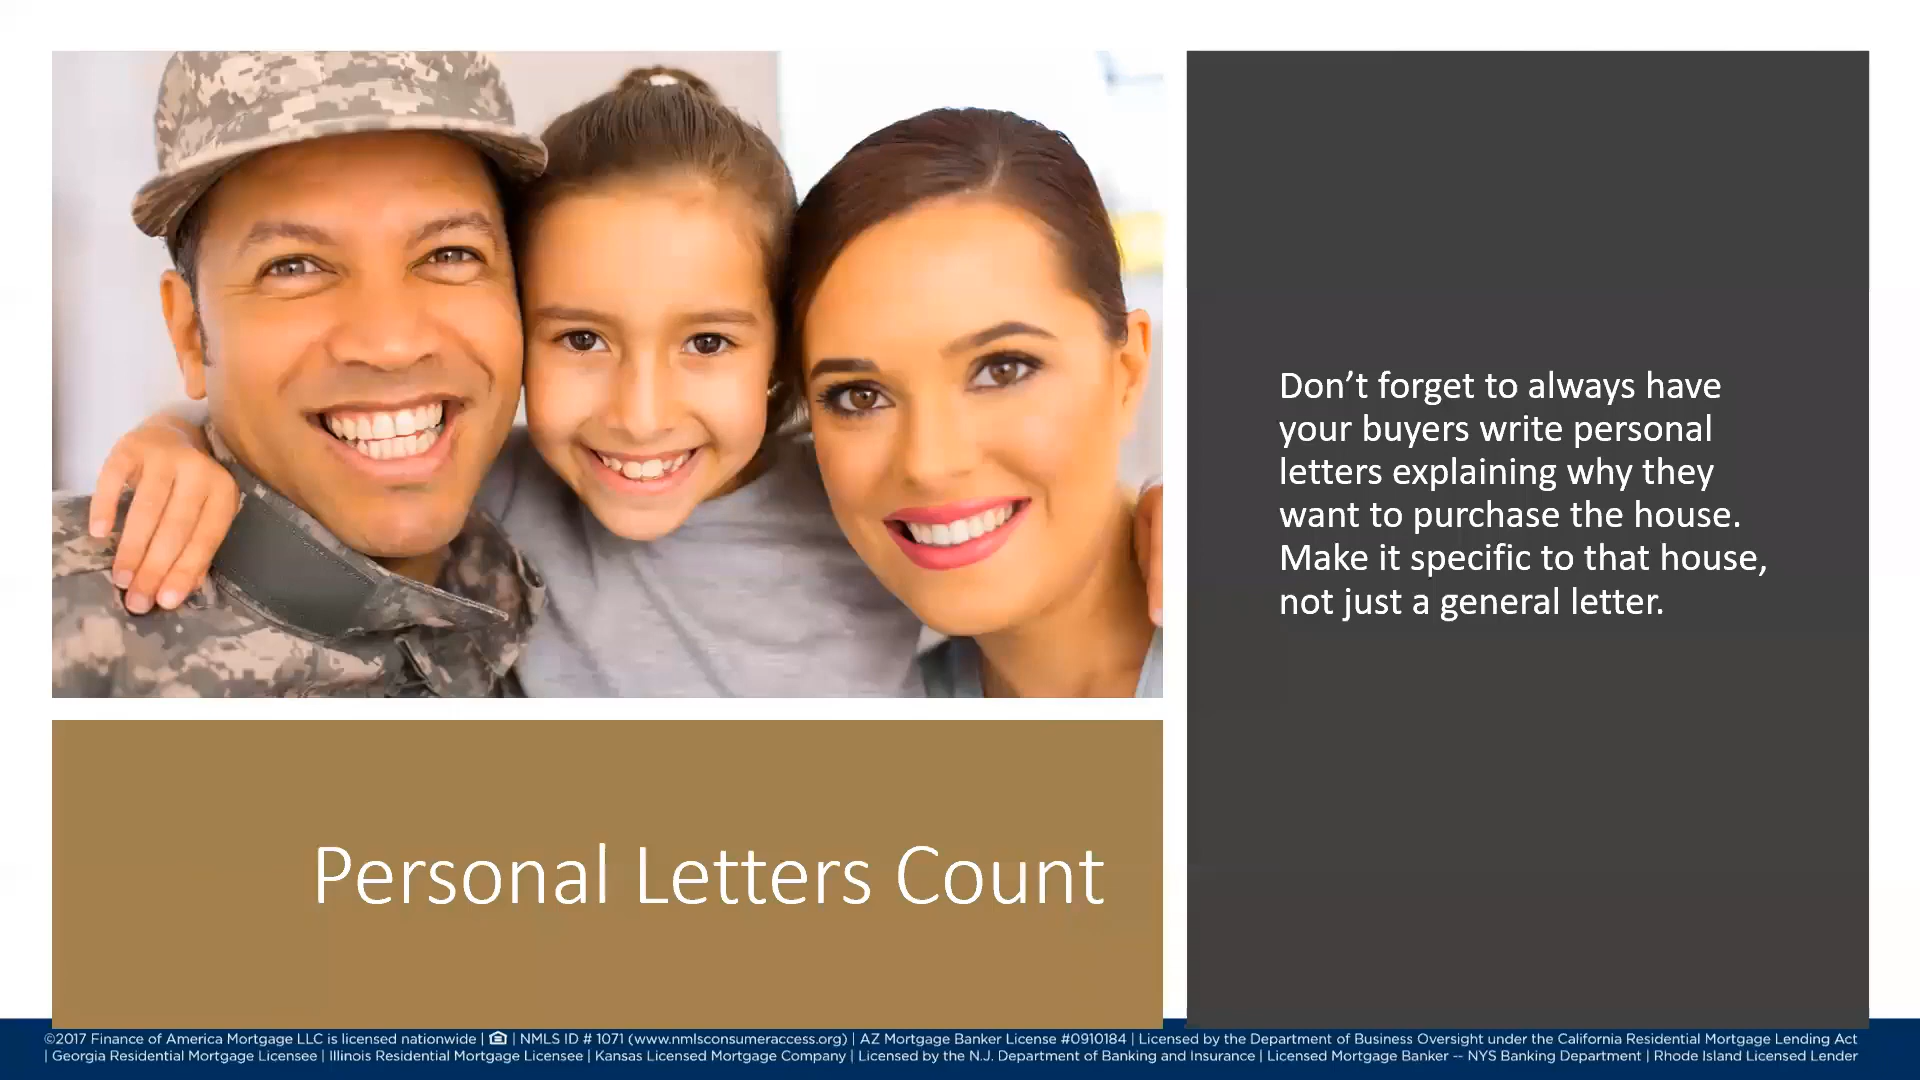 Don’t forget to always have
your buyers write personal
letters explaining why they
want to purchase the house.
Make it specific to that house,
not just a general letter.
Personal Letters Count
©2017 Finance of America Mortgage LLC is licensed nationwide | | NMLS ID # 1071 (www.nmlsconsumeraccess.org) | AZ Mortgage Banker License #0910184 | Licensed by the Department of Business Oversight under the California Residential Mortgage Lending Act
| Georgia Residential Mortgage Licensee | Illinois Residential Mortgage Licensee | Kansas Licensed Mortgage Company | Licensed by the N.J. Department of Banking and Insurance | Licensed Mortgage Banker -- NYS Banking Department | Rhode Island Licensed Lender